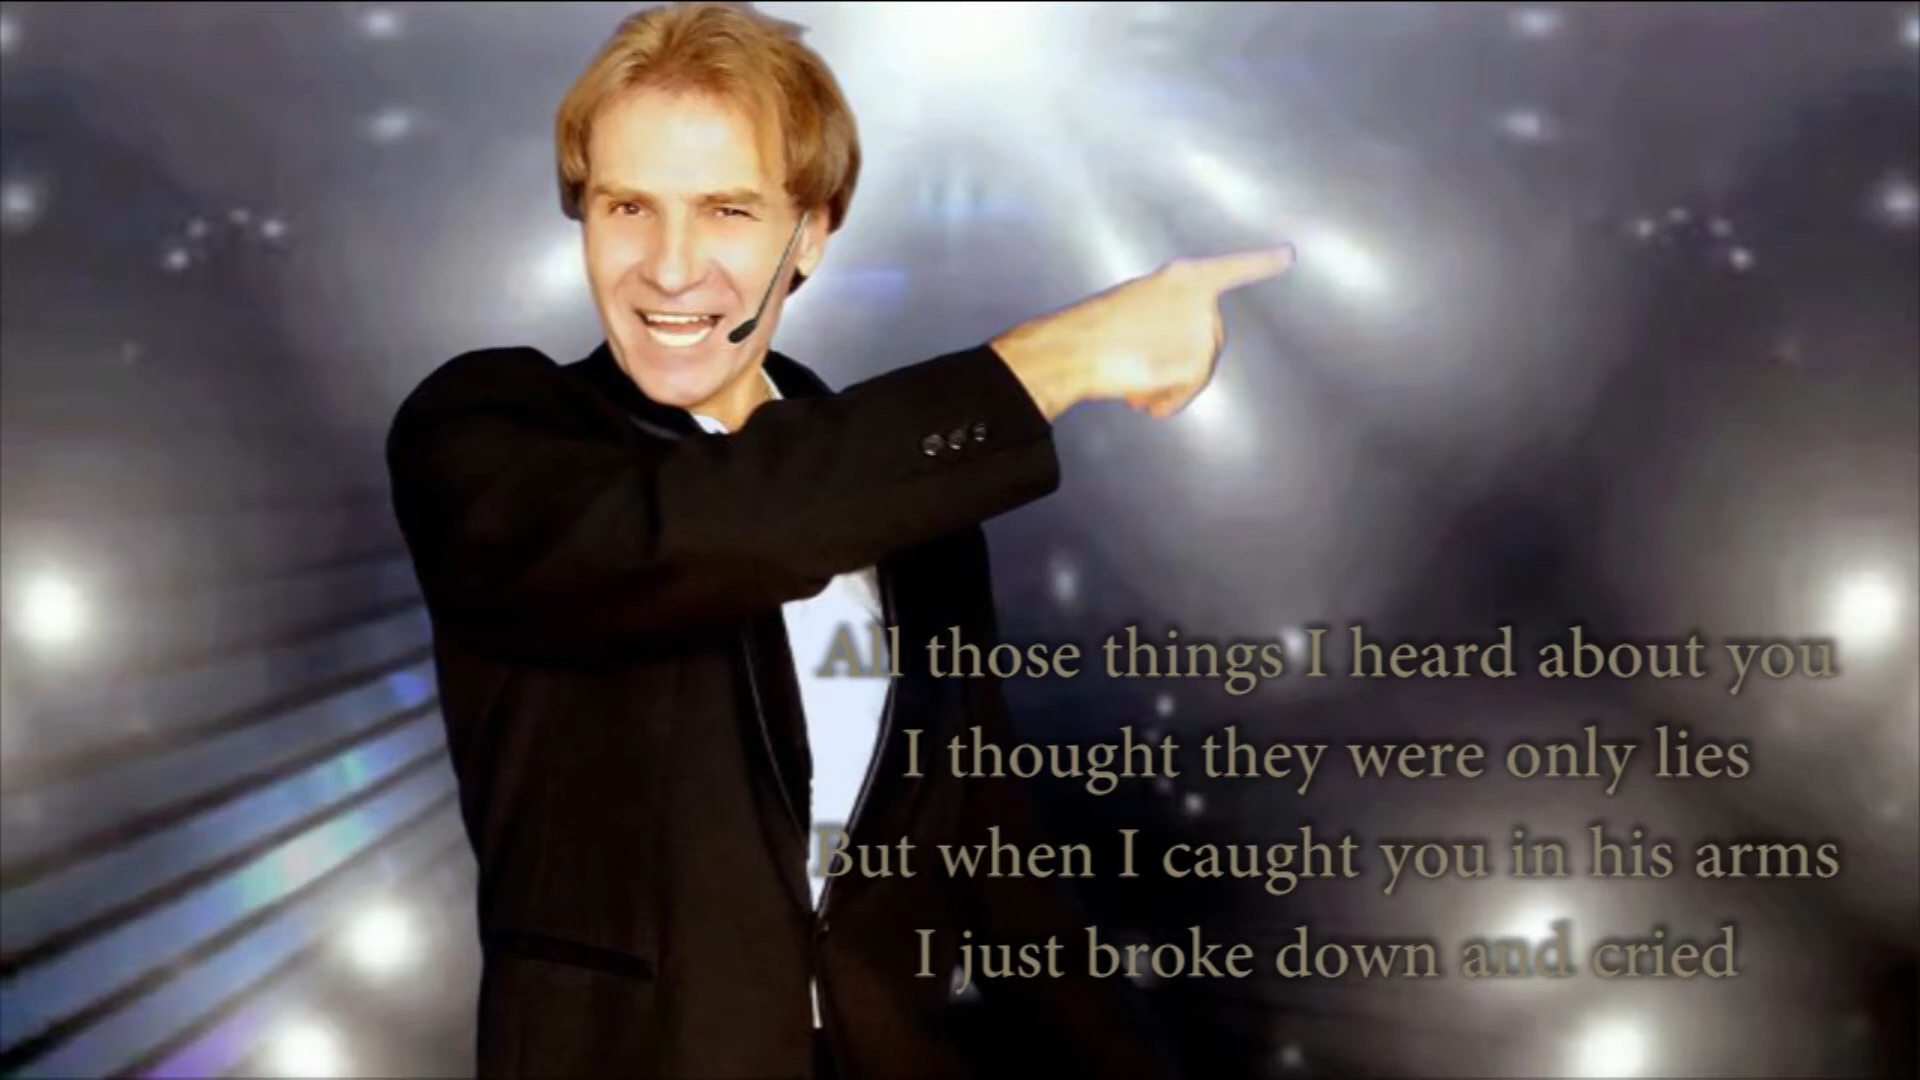 All those things I heard about you
I thought they were only lies
But when I caught you in his arms
I just broke down and cried